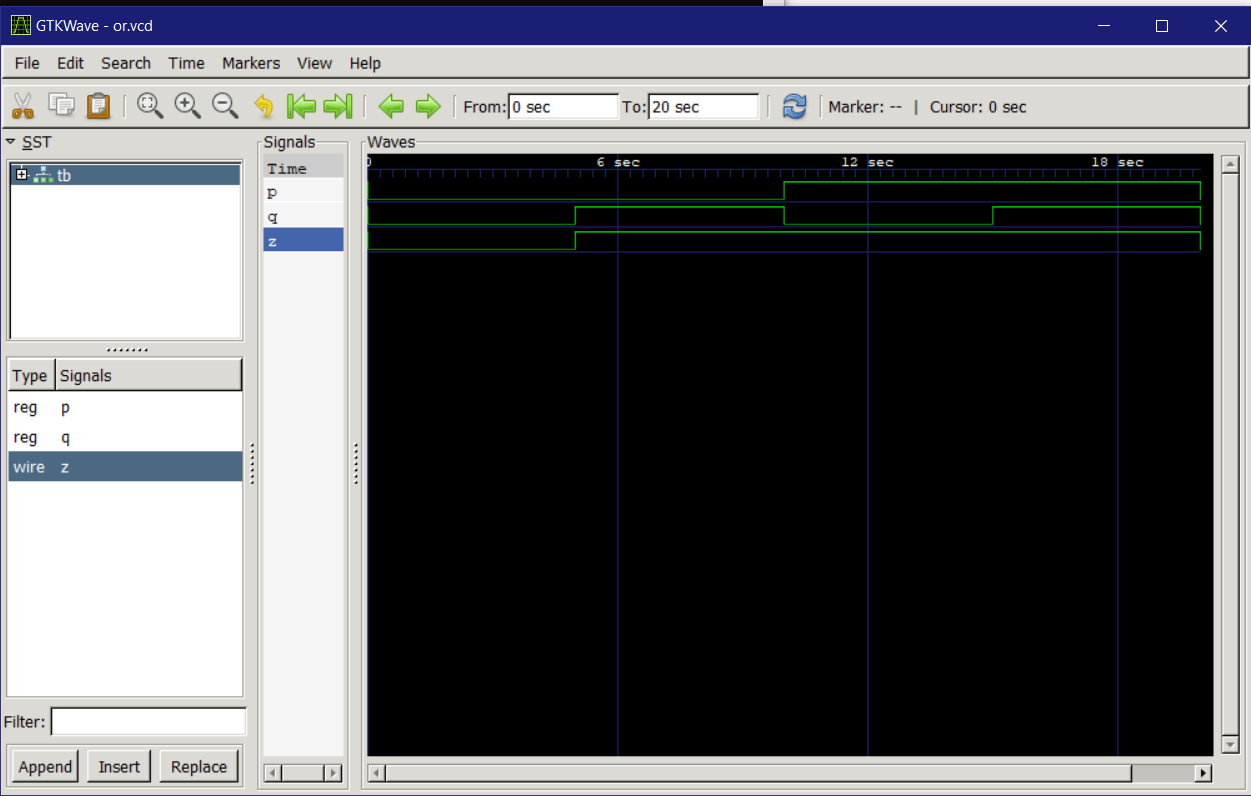 GTKWave - or.vcd
File Edit Search Time Markers View Help
From: 0 sec To: 20 sec Marker: -- | Cursor: 0 sec
SST
tb
Type Signals
reg p
reg q
wire z
Filter:
Append Insert Replace
Signals
Time
p
q
z
Waves
0 6 sec 12 sec 18 sec